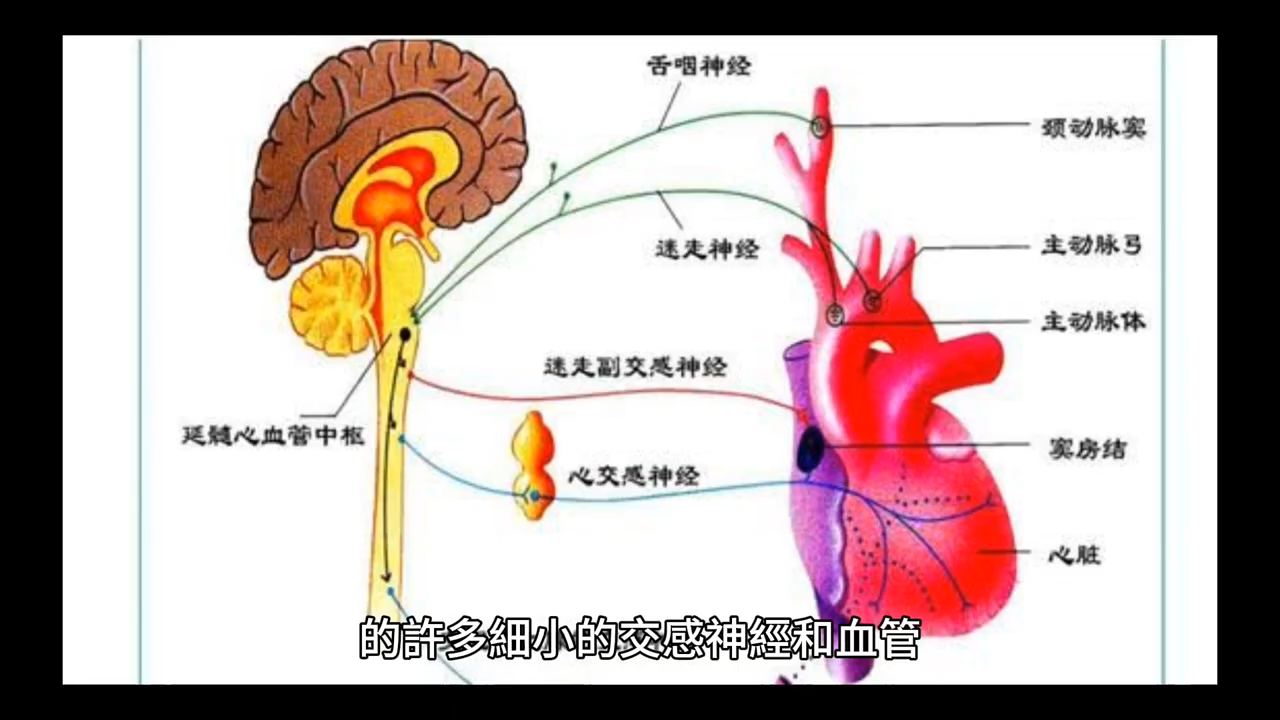 舌咽神经
颈动脉窦
迷走神经
主动脉弓
主动脉体
迷走副交感神经
延髓心血管中枢
窦房结
心交感神经
心脏
的許多細小的交感神經和血管